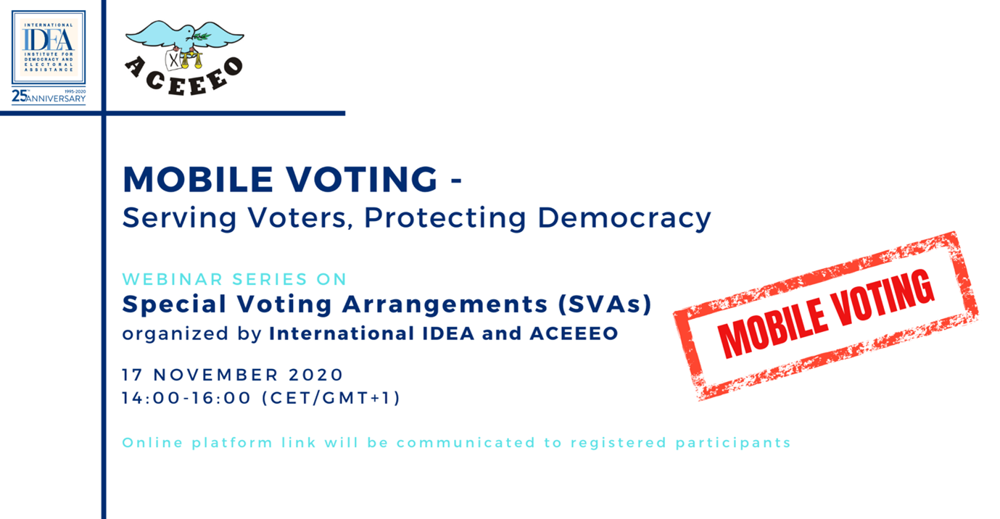 INTERNATIONAL
IDEA
INSTITUTE FOR
DEMOCRACY AND
ELECTORAL
ASSISTANCE
25th 1995-2020
ANNIVERSARY
X
ACEEEO
MOBILE VOTING -
Serving Voters, Protecting Democracy
WEBINAR SERIES ON
Special Voting Arrangements (SVAs)
organized by International IDEA and ACEEEO
17 NOVEMBER 2020
14:00-16:00 (CET/GMT+1)
MOBILE VOTING
Online platform link will be communicated to registered participants